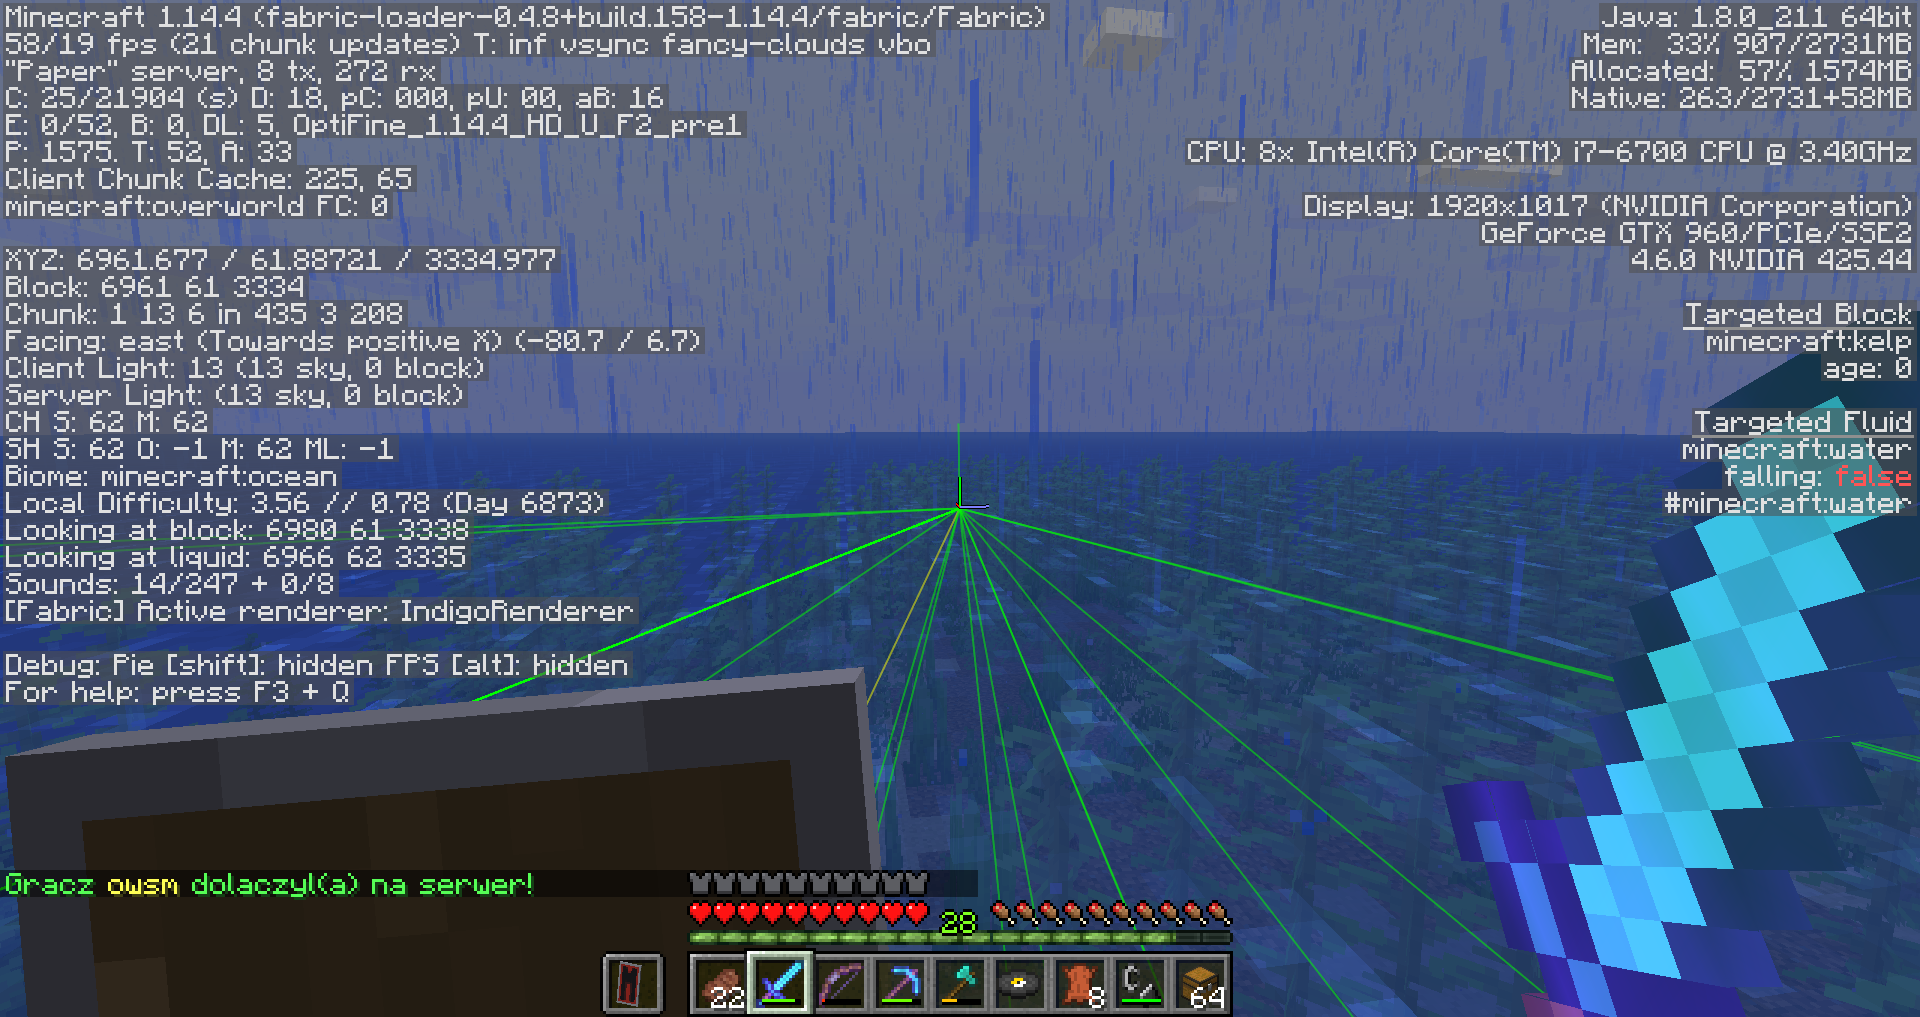 Minecraft 1.14.4 (fabric-loader-0.4.8+build.158-1.14.4/fabric/Fabric)
58/19 fps (21 chunk updates) T: inf vsync fancy-clouds vbo
"Paper" server, 8 tx, 272 rx
C: 25/21904 (s) D: 18, pC: 000, pU: 00, aB: 16
E: 0/52, B: 0, DL: 5, OptiFine_1.14.4_HD_U_F2_pre1
P: 1575. T: 52, A: 33
Client Chunk Cache: 225, 65
minecraft:overworld FC: 0
XYZ: 6961.677 / 61.88721 / 3334.977
Block: 6961 61 3334
Chunk: 1 13 6 in 435 3 208
Facing: east (Towards positive X) (-80.7 / 6.7)
Client Light: 13 (13 sky, 0 block)
Server Light: (13 sky, 0 block)
CH S: 62 M: 62
SH S: 62 O: -1 M: 62 ML: -1
Biome: minecraft:ocean
Local Difficulty: 3.56 // 0.78 (Day 6873)
Looking at block: 6980 61 3338
Looking at liquid: 6966 62 3335
Sounds: 14/247 + 0/8
[Fabric] Active renderer: IndigoRenderer
Debug: Pie [shift]: hidden FPS [alt]: hidden
For help: press F3 + Q
Java: 1.8.0_211 64bit
Mem: 33% 907/2731MB
Allocated: 57% 1574MB
Native: 263/2731+58MB
CPU: 8x Intel(R) Core(TM) i7-6700 CPU @ 3.40GHz
Display: 1920x1017 (NVIDIA Corporation)
GeForce GTX 960/PCIe/SSE2
4.6.0 NVIDIA 425.44
Targeted Block
minecraft:kelp
age: 0
Targeted Fluid
minecraft:water
falling: false
#minecraft:water
Gracz owsm dolaczyl(a) na serwer!
28
22
8
64